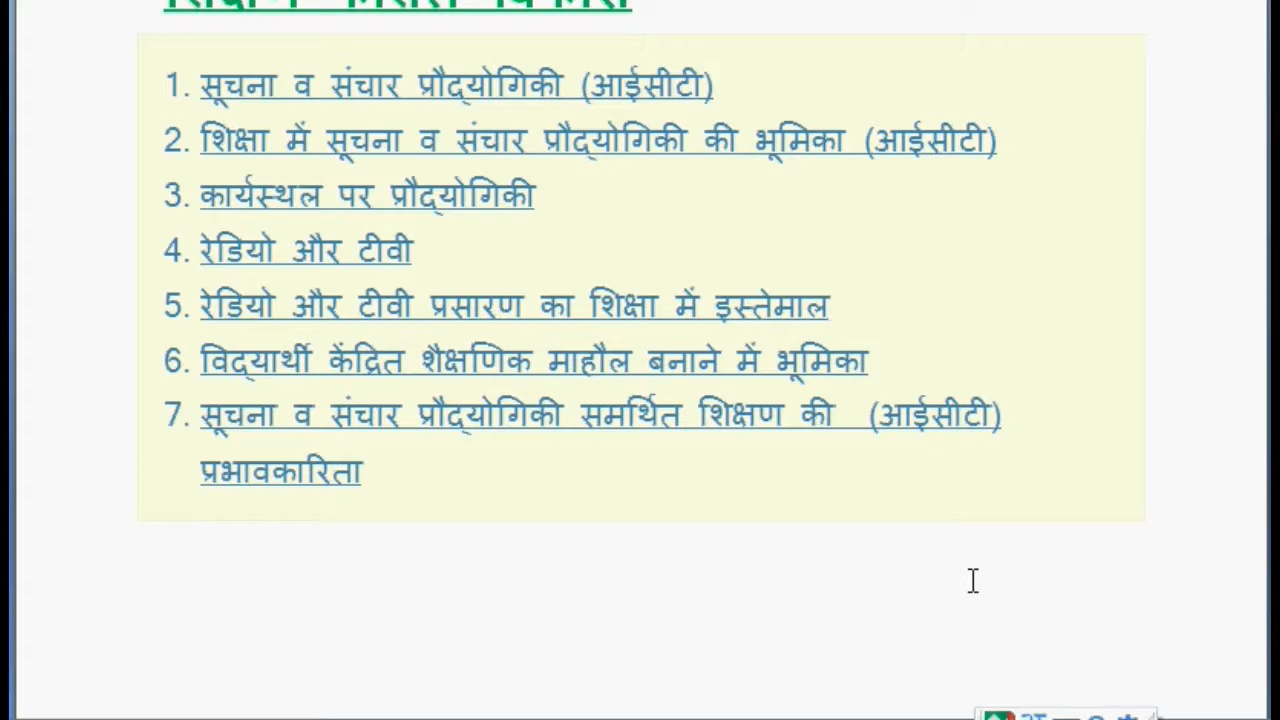 1. सूचना व संचार प्रौद्योगिकी (आईसीटी)
2. शिक्षा में सूचना व संचार प्रौद्योगिकी की भूमिका (आईसीटी)
3. कार्यस्थल पर प्रौद्योगिकी
4. रेडियो और टीवी
5. रेडियो और टीवी प्रसारण का शिक्षा में इस्तेमाल
6. विद्यार्थी केंद्रित शैक्षणिक माहौल बनाने में भूमिका
7. सूचना व संचार प्रौद्योगिकी समर्थित शिक्षण की (आईसीटी)
प्रभावकारिता